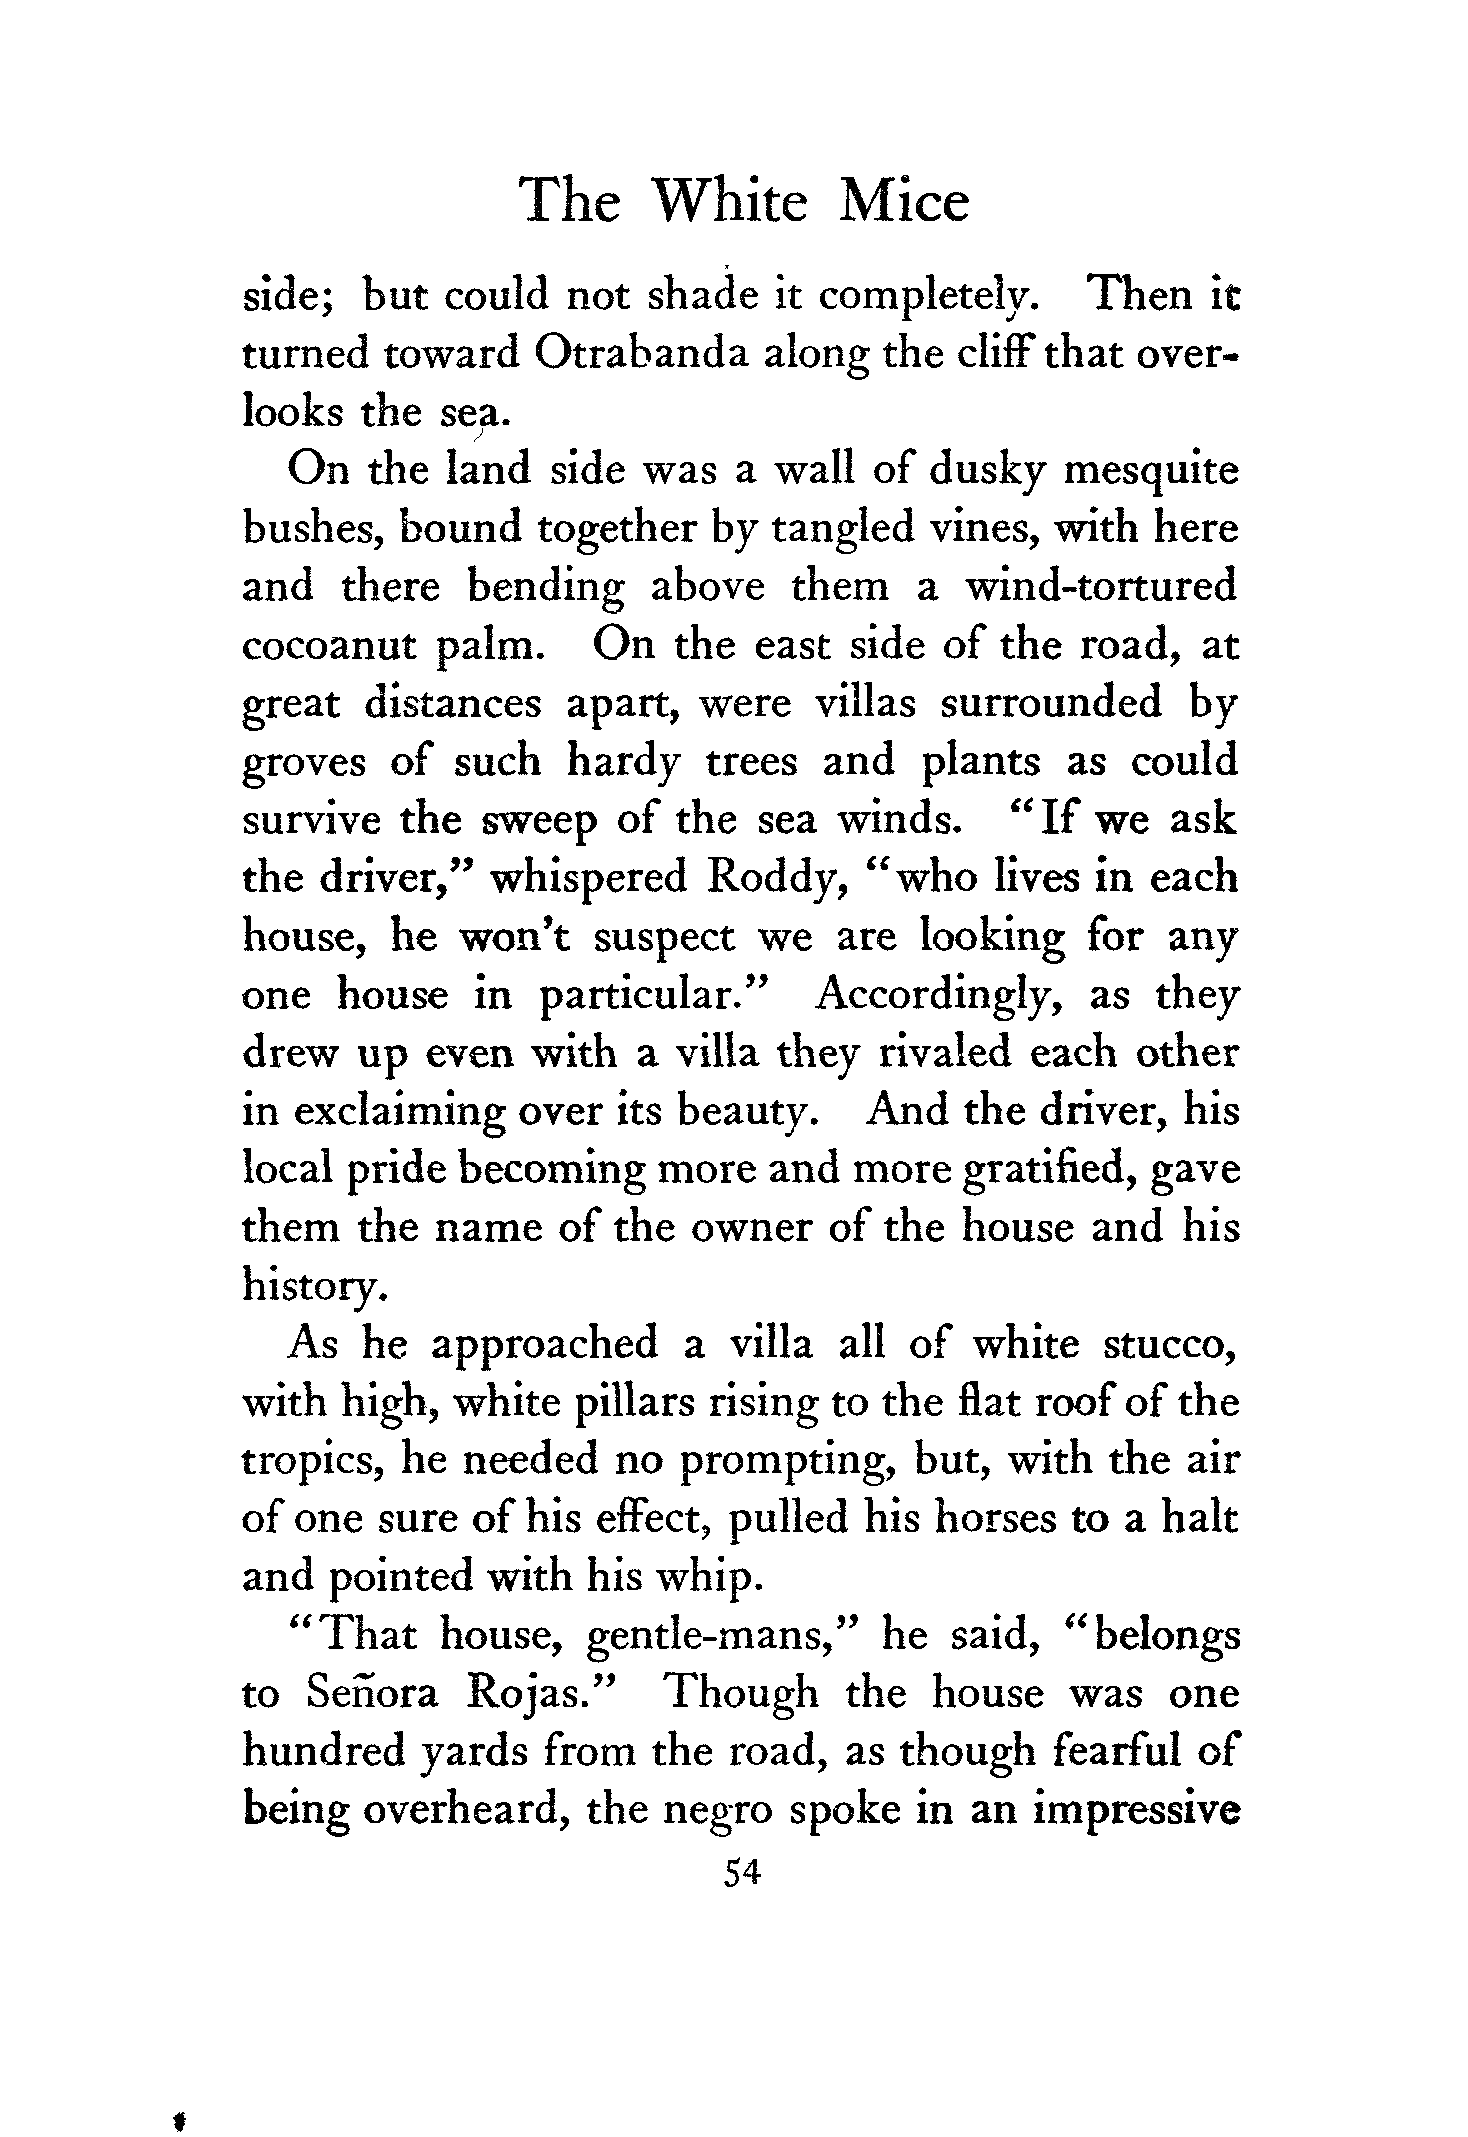 The White Mice
side; but could not shade it completely. Then it
turned toward Otrabanda along the cliff that over-
looks the sea.
On the land side was a wall of dusky mesquite
bushes, bound together by tangled vines, with here
and there bending above them a wind-tortured
cocoanut palm. On the east side of the road, at
great distances apart, were villas surrounded by
groves of such hardy trees and plants as could
survive the sweep of the sea winds. "If we ask
the driver," whispered Roddy, "who lives in each
house, he won't suspect we are looking for any
one house in particular." Accordingly, as they
drew up even with a villa they rivaled each other
in exclaiming over its beauty. And the driver, his
local pride becoming more and more gratified, gave
them the name of the owner of the house and his
history.
As he approached a villa all of white stucco,
with high, white pillars rising to the flat roof of the
tropics, he needed no prompting, but, with the air
of one sure of his effect, pulled his horses to a halt
and pointed with his whip.
"That house, gentle-mans," he said, "belongs
to Señora Rojas." Though the house was one
hundred yards from the road, as though fearful of
being overheard, the negro spoke in an impressive
54